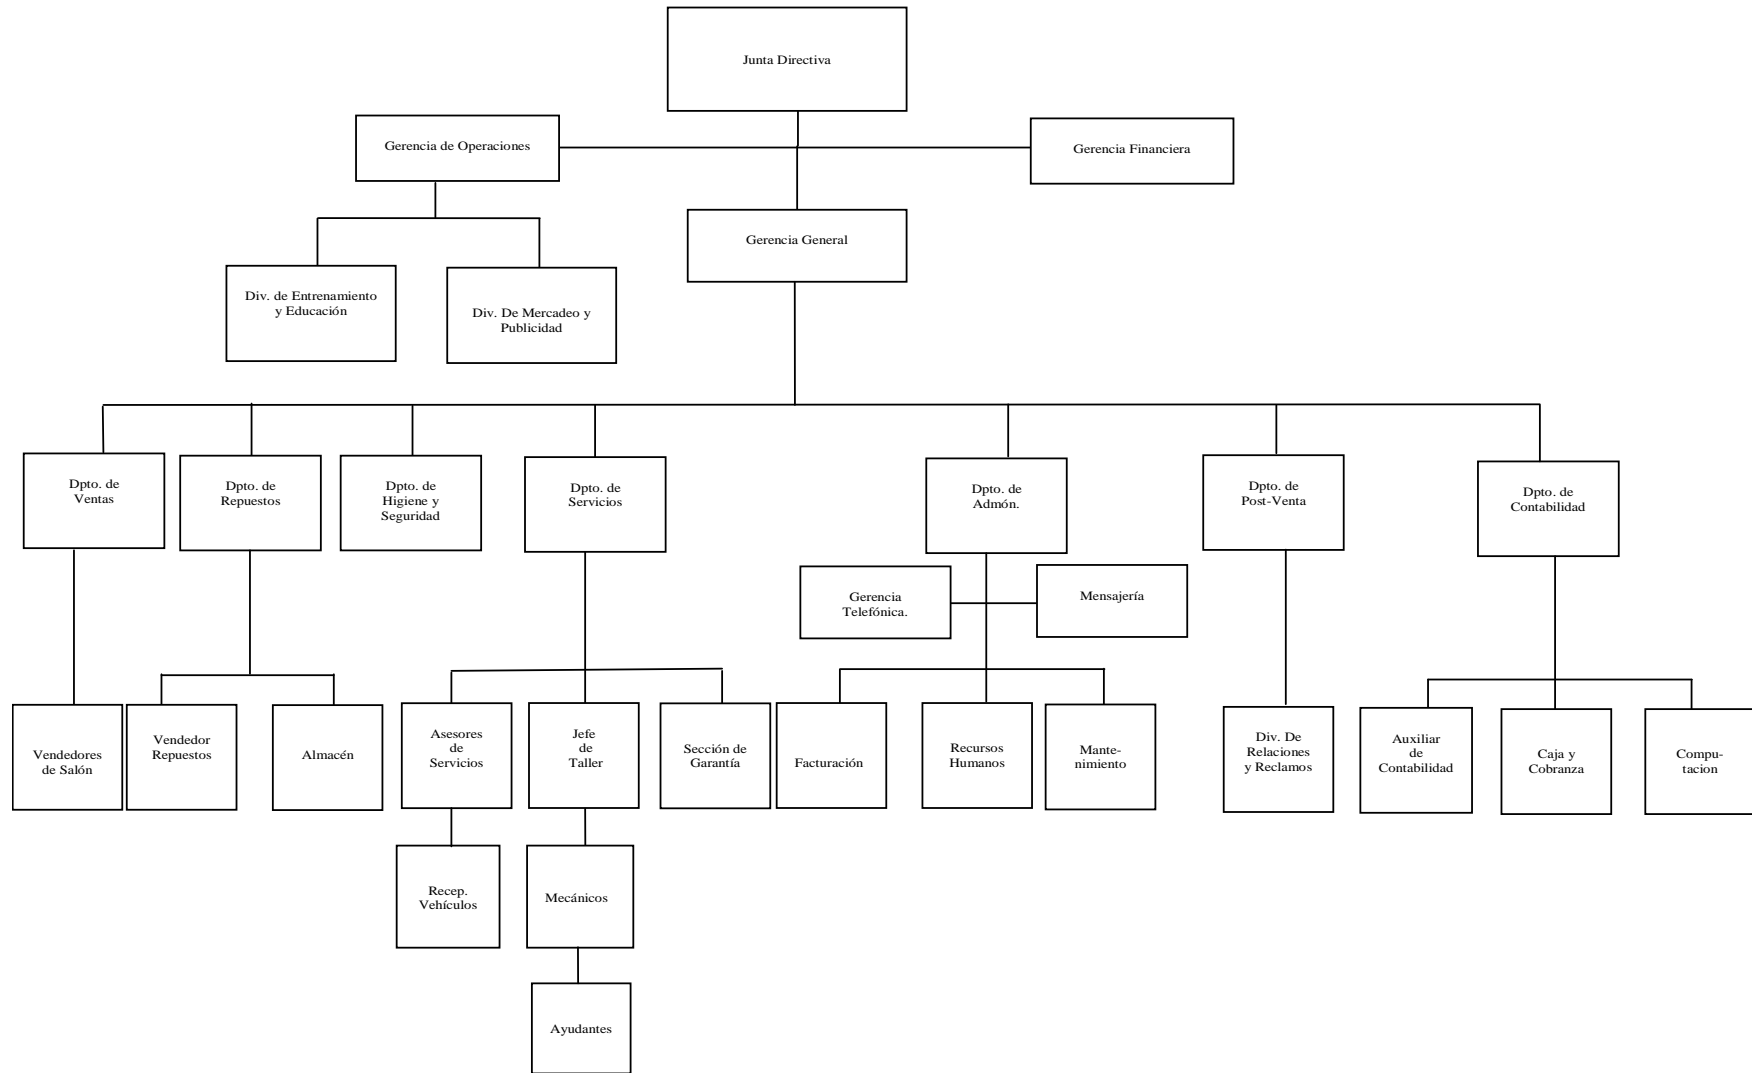 Junta Directiva
Gerencia de Operaciones
Gerencia Financiera
Gerencia General
Div. de Entrenamiento
y Educación
Div. De Mercadeo y
Publicidad
Dpto. de
Ventas
Dpto. de
Repuestos
Dpto. de
Higiene y
Seguridad
Dpto. de
Servicios
Dpto. de
Admón.
Dpto. de
Post-Venta
Dpto. de
Contabilidad
Gerencia
Telefónica.
Mensajería
Vendedores
de Salón
Vendedor
Repuestos
Almacén
Asesores
de
Servicios
Jefe
de
Taller
Sección de
Garantía
Facturación
Recursos
Humanos
Mante-
nimiento
Div. De
Relaciones
y Reclamos
Auxiliar
de
Contabilidad
Caja y
Cobranza
Compu-
tacion
Recep.
Vehículos
Mecánicos
Ayudantes